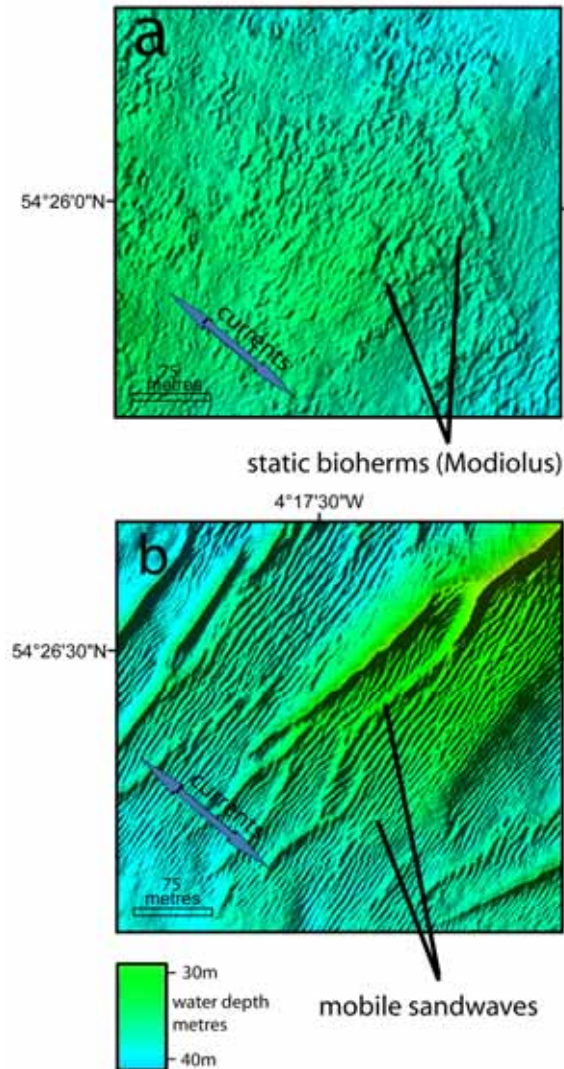 a
54°26'0"N
currents
75
metres
static bioherms (Modiolus)
4°17'30"W
b
54°26'30"N
currents
75
metres
30m
water depth
metres
40m
mobile sandwaves